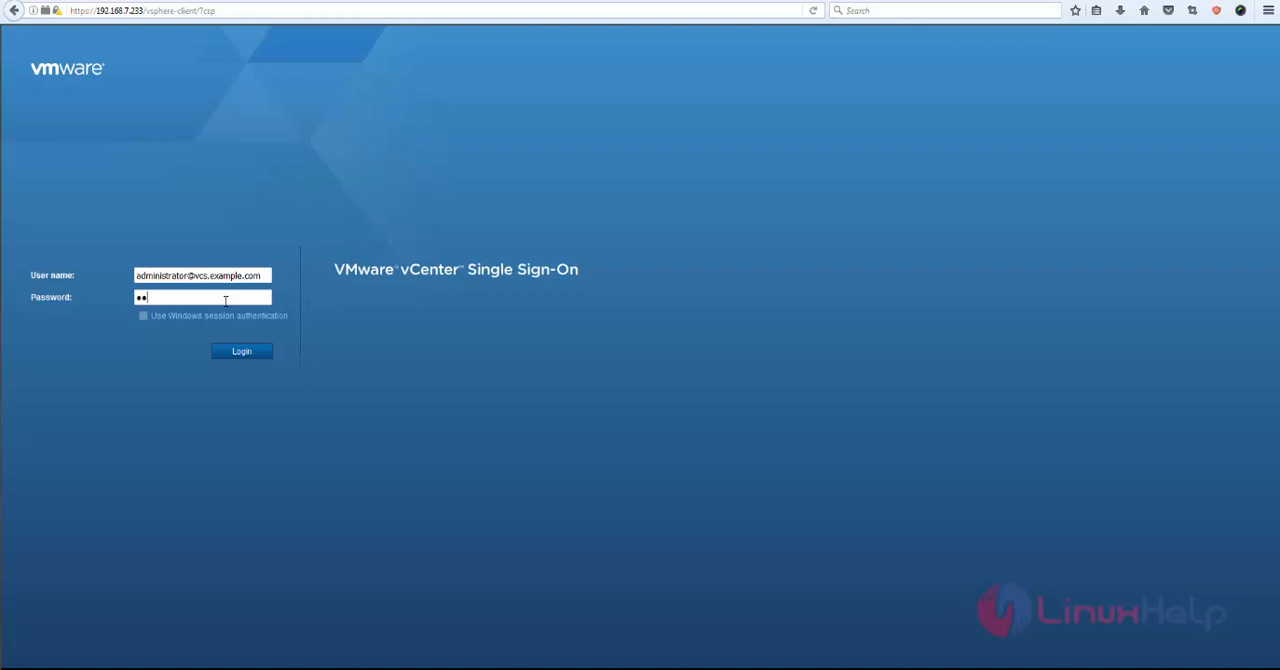 https://192.168.7.233/vsphere-client/?csp
Search
vmware®
User name:
administrator@vcs.example.com
VMware® vCenter™ Single Sign-On
Password:
••
Use Windows session authentication
Login
LinuxHelp